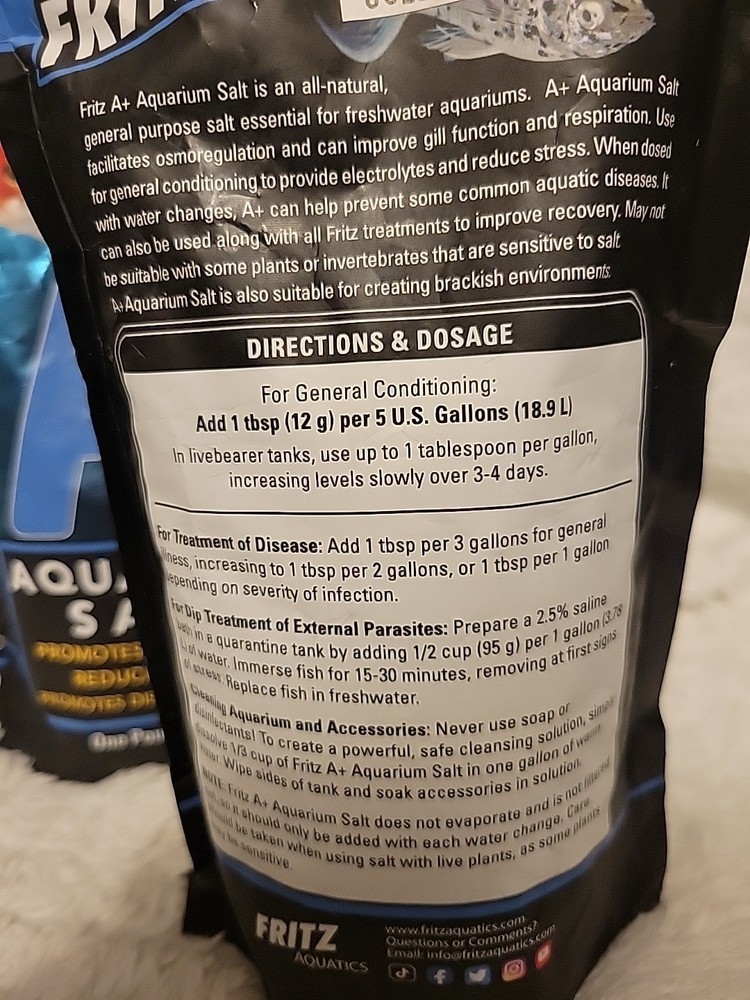 FRIT
Fritz A+ Aquarium Salt is an all-natural,
general purpose salt essential for freshwater aquariums. A+ Aquarium Salt
facilitates osmoregulation and can improve gill function and respiration. Use
for general conditioning to provide electrolytes and reduce stress. When dosed
with water changes, A+ can help prevent some common aquatic diseases. It
can also be used along with all Fritz treatments to improve recovery. May not
be suitable with some plants or invertebrates that are sensitive to salt.
A+ Aquarium Salt is also suitable for creating brackish environments.
DIRECTIONS & DOSAGE
For General Conditioning:
Add 1 tbsp (12 g) per 5 U.S. Gallons (18.9 L)
In livebearer tanks, use up to 1 tablespoon per gallon,
increasing levels slowly over 3-4 days.
For Treatment of Disease: Add 1 tbsp per 3 gallons for general
illness, increasing to 1 tbsp per 2 gallons, or 1 tbsp per 1 gallon
depending on severity of infection.
For Dip Treatment of External Parasites: Prepare a 2.5% saline
bath in a quarantine tank by adding 1/2 cup (95 g) per 1 gallon (3.78
L) of water. Immerse fish for 15-30 minutes, removing at first signs
of stress. Replace fish in freshwater.
Cleaning Aquarium and Accessories: Never use soap or
disinfectants! To create a powerful, safe cleansing solution, simply
dissolve 1/3 cup of Fritz A+ Aquarium Salt in one gallon of warm
water. Wipe sides of tank and soak accessories in solution.
NOTE: Fritz A+ Aquarium Salt does not evaporate and is not filtered
out, so it should only be added with each water change. Care
should be taken when using salt with live plants, as some plants
may be sensitive.
FRITZ
AQUATICS
www.fritzaquatics.com
Questions or Comments?
Email: info@fritzaquatics.com
AQU
SA
PROMOTES
REDUC
PROMOTES
One Pou